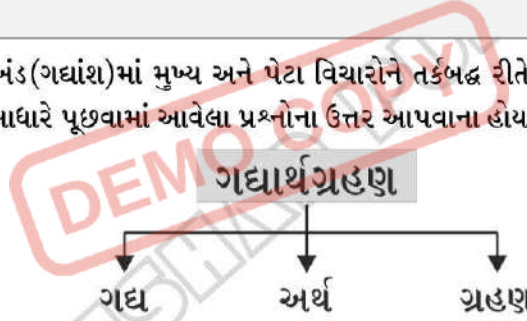 ખંડ(ગદ્યાંશ)માં મુખ્ય અને પેટા વિચારોને તર્કબદ્ધ રીતે
આધારે પૂછવામાં આવેલા પ્રશ્નોના ઉત્તર આપવાના હોય
DEMO COPY
ગદ્યાર્થગ્રહણ
ગદ્ય અર્થ ગ્રહણ